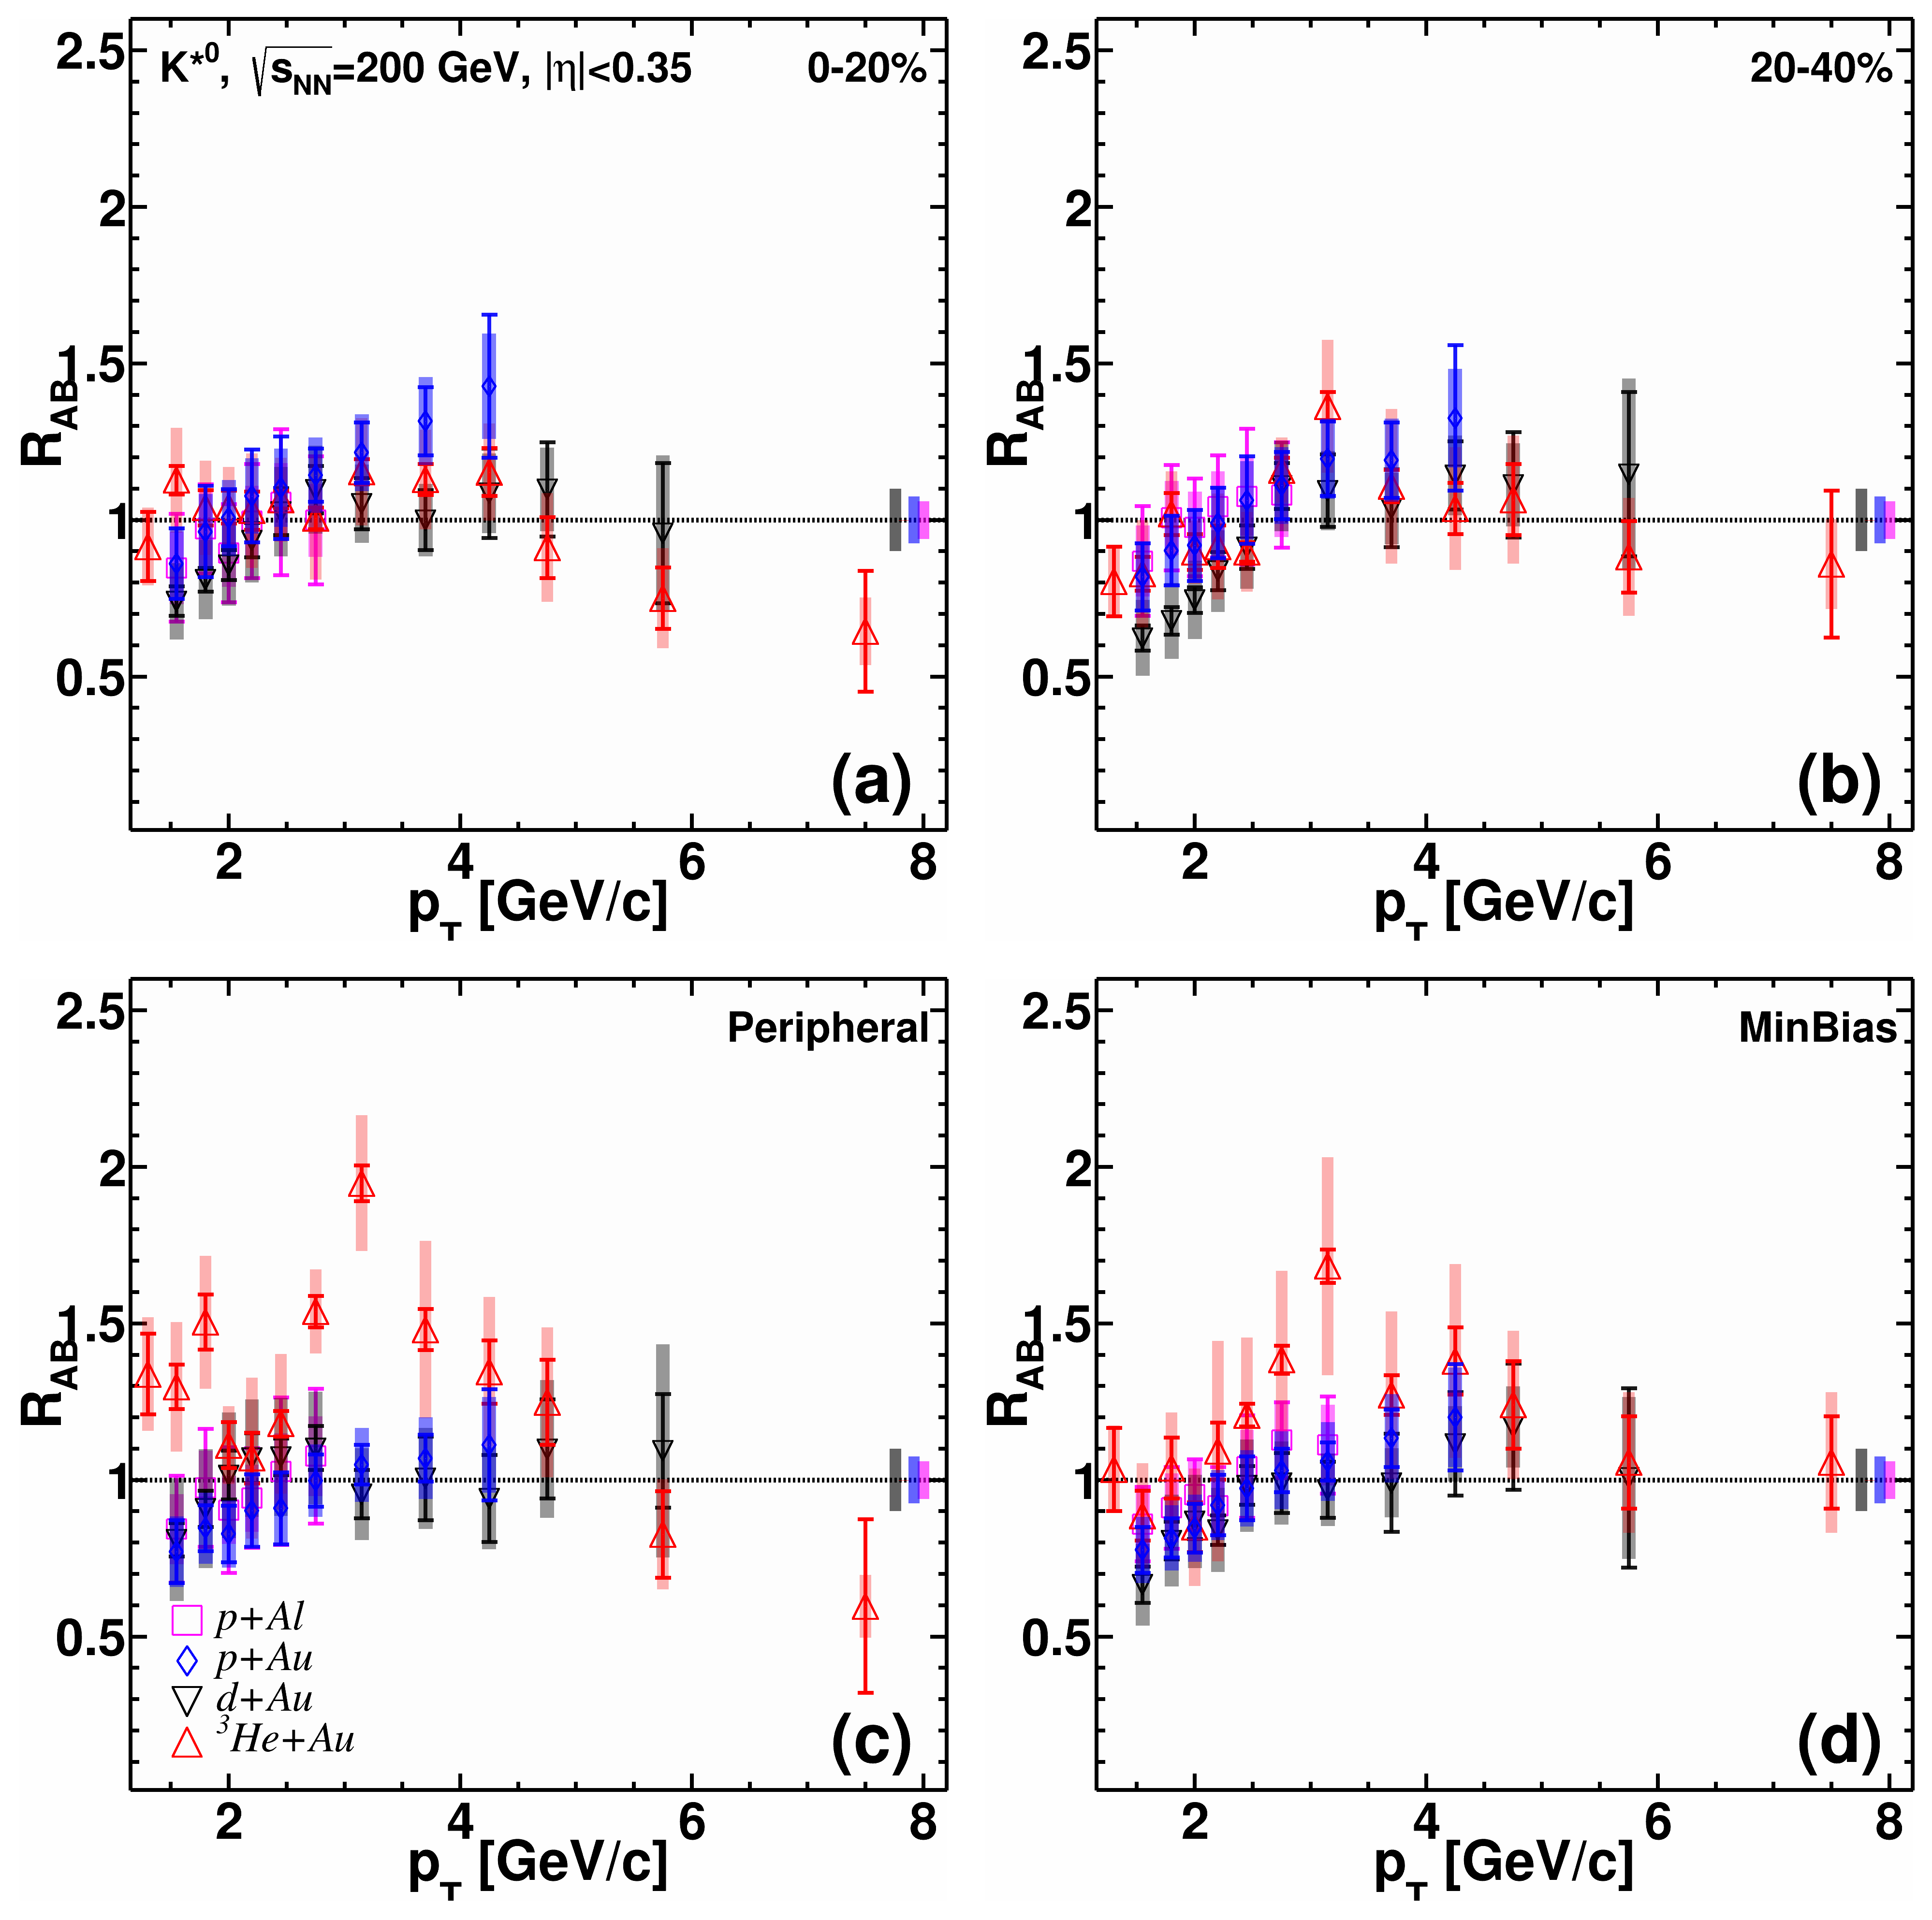 K*0, √sNN=200 GeV, |η|<0.35 0-20%
2.5
2
1.5
1
0.5
RAB
(a)
2 4 6 8
pT [GeV/c]
20-40%
2.5
2
1.5
1
0.5
RAB
(b)
2 4 6 8
pT [GeV/c]
Peripheral
2.5
2
1.5
1
0.5
RAB
p+Al
p+Au
d+Au
3He+Au
(c)
2 4 6 8
pT [GeV/c]
MinBias
2.5
2
1.5
1
0.5
RAB
(d)
2 4 6 8
pT [GeV/c]